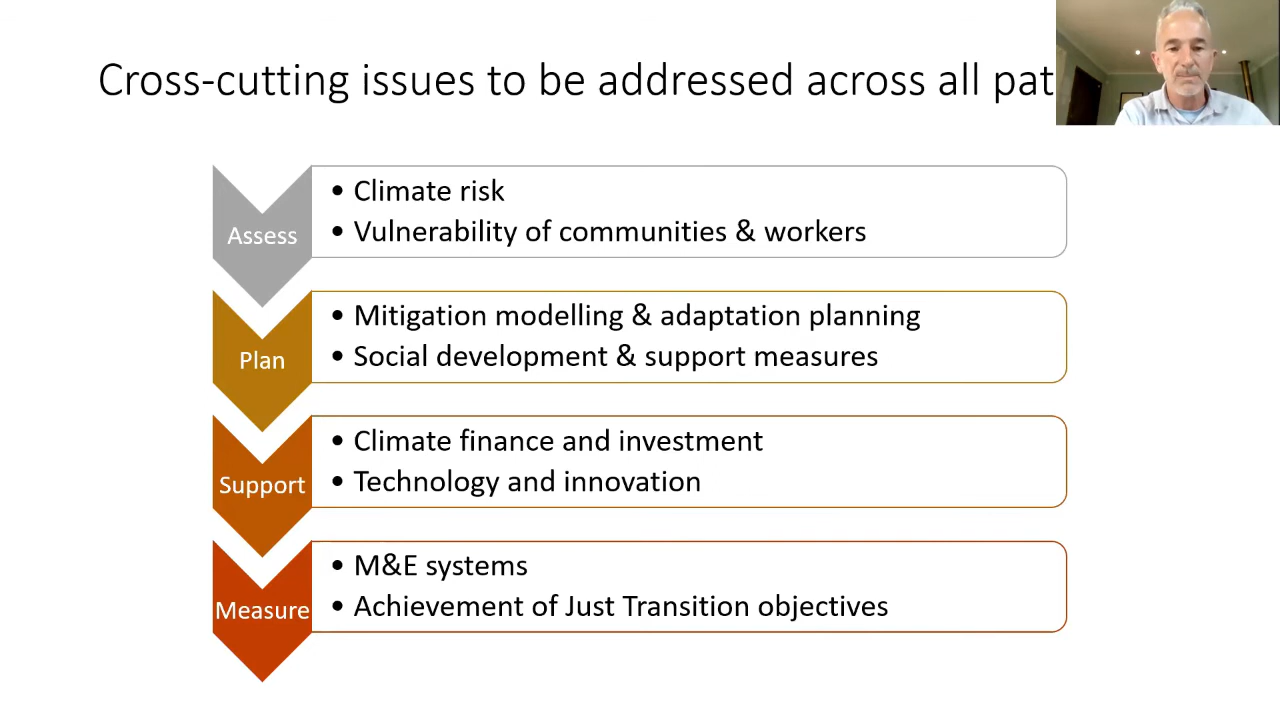 Cross-cutting issues to be addressed across all
Assess
• Climate risk
• Vulnerability of communities & workers
Plan
• Mitigation modelling & adaptation planning
• Social development & support measures
Support
• Climate finance and investment
• Technology and innovation
Measure
• M&E systems
• Achievement of Just Transition objectives